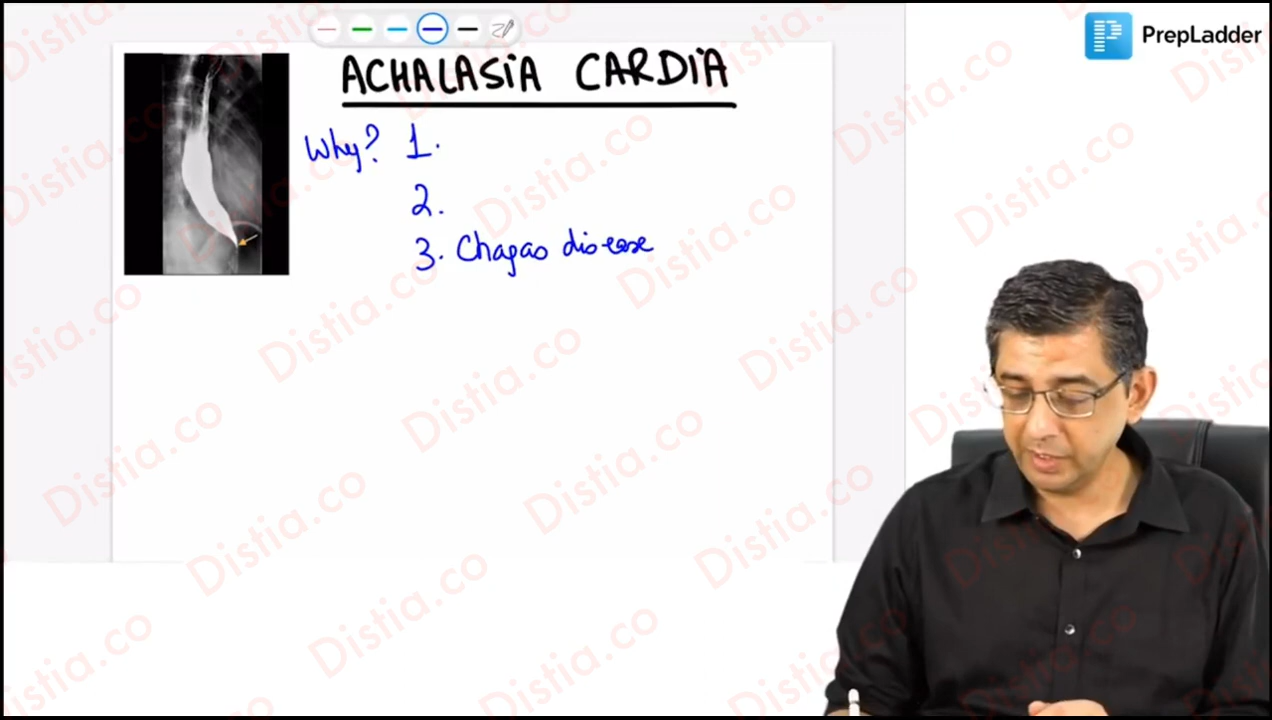 PrepLadder
ACHALASIA CARDIA
Why? 1.
2.
3. Chagas disease
Distia.co